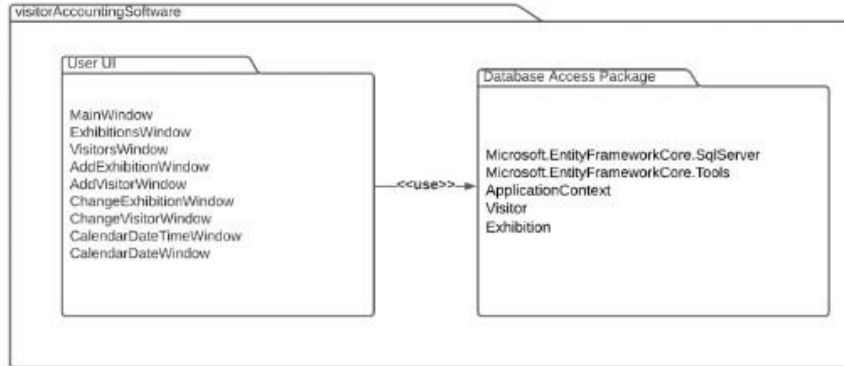 visitorAccountingSoftware
User UI
MainWindow
ExhibitionsWindow
VisitorsWindow
AddExhibitionWindow
AddVisitorWindow
ChangeExhibitionWindow
ChangeVisitorWindow
CalendarDateTimeWindow
CalendarDateWindow
<<use>>
Database Access Package
Microsoft.EntityFrameworkCore.SqlServer
Microsoft.EntityFrameworkCore.Tools
ApplicationContext
Visitor
Exhibition